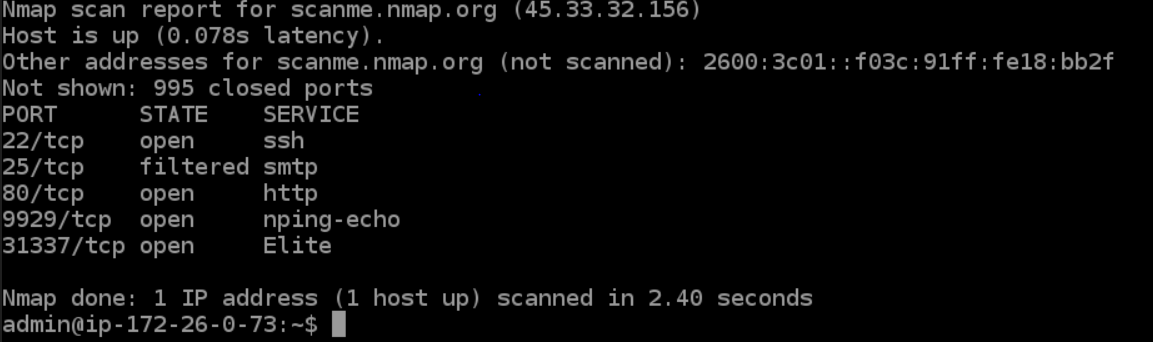 Nmap scan report for scanme.nmap.org (45.33.32.156)
Host is up (0.078s latency).
Other addresses for scanme.nmap.org (not scanned): 2600:3c01::f03c:91ff:fe18:bb2f
Not shown: 995 closed ports
PORT      STATE    SERVICE
22/tcp    open     ssh
25/tcp    filtered smtp
80/tcp    open     http
9929/tcp  open     nping-echo
31337/tcp open     Elite
Nmap done: 1 IP address (1 host up) scanned in 2.40 seconds
admin@ip-172-26-0-73:~$